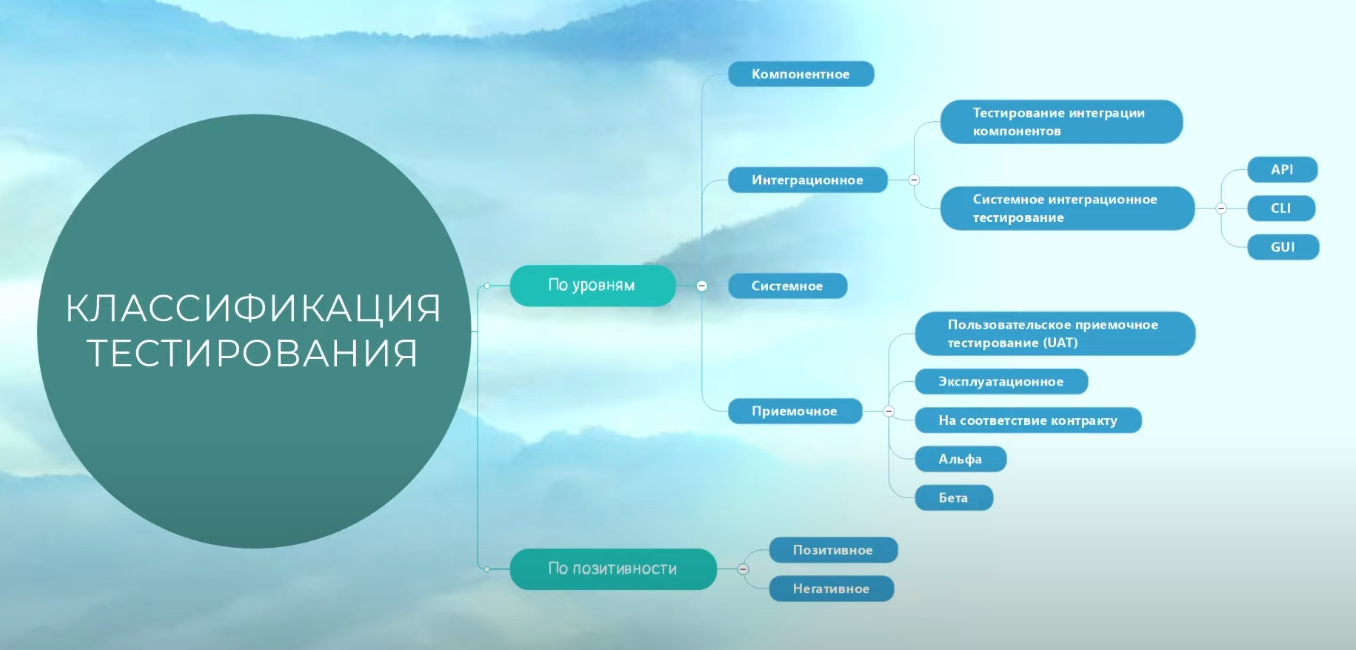 КЛАССИФИКАЦИЯ
ТЕСТИРОВАНИЯ
По уровням
Компонентное
Интеграционное
Тестирование интеграции
компонентов
Системное интеграционное
тестирование
API
CLI
GUI
Системное
Приемочное
Пользовательское приемочное
тестирование (UAT)
Эксплуатационное
На соответствие контракту
Альфа
Бета
По позитивности
Позитивное
Негативное